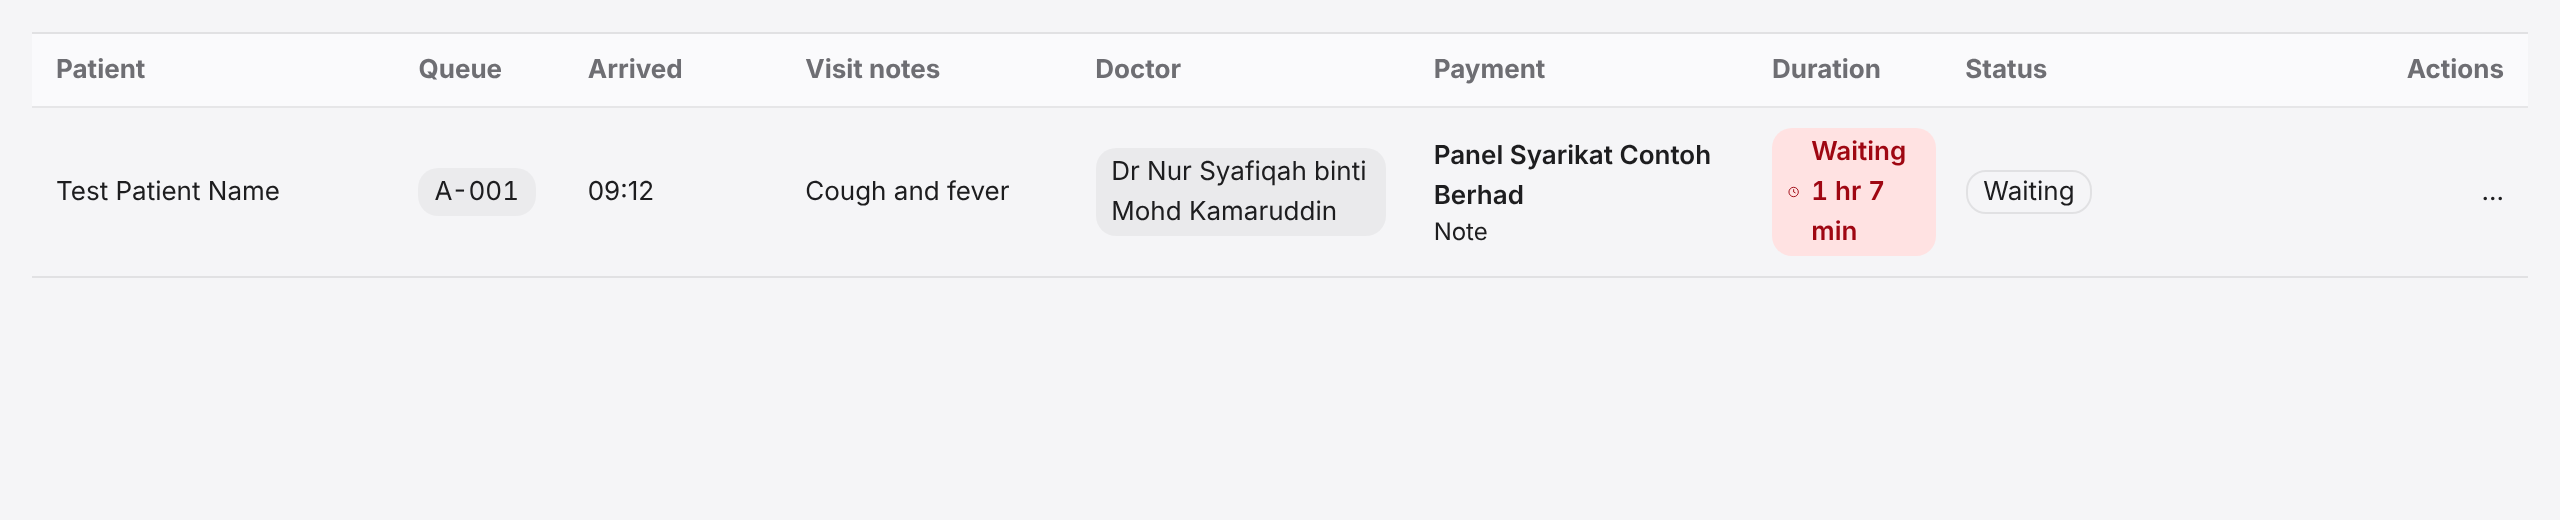 Patient Queue Arrived Visit notes Doctor Payment Duration Status Actions
Test Patient Name
A-001
09:12
Cough and fever
Dr Nur Syafiqah binti
Mohd Kamaruddin
Panel Syarikat Contoh
Berhad
Note
Waiting
1 hr 7
min
Waiting
...